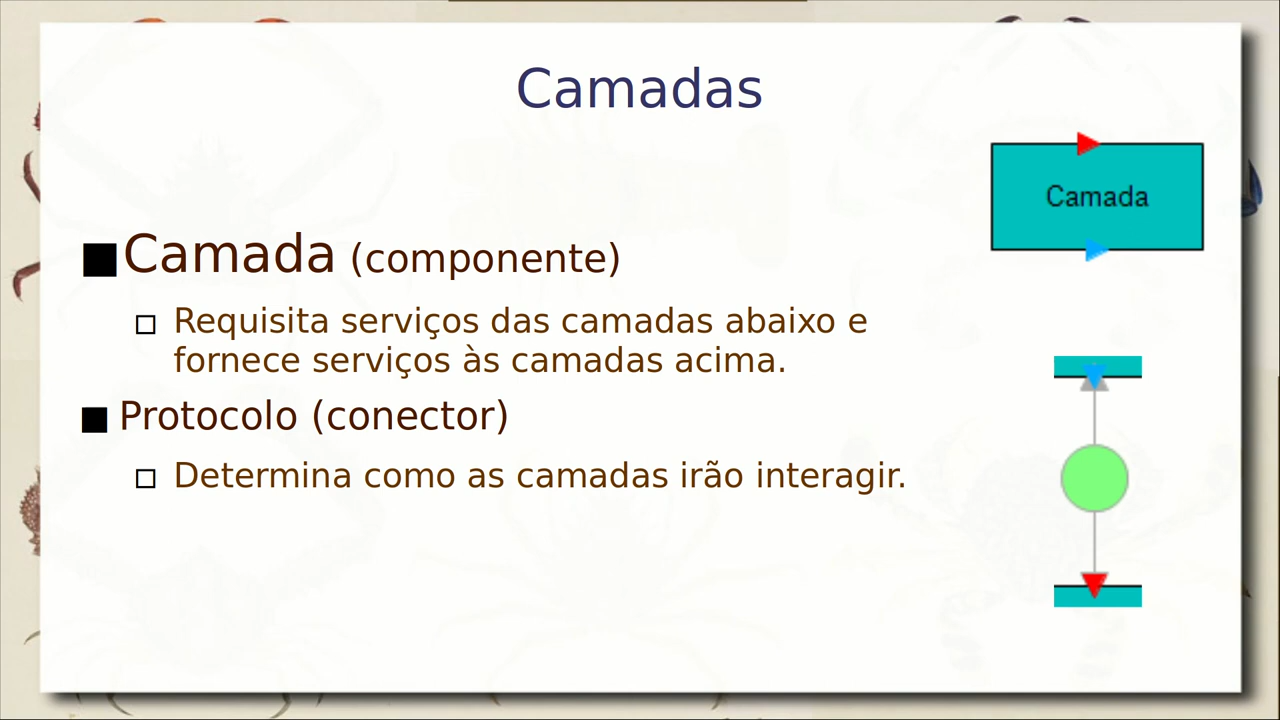 Camadas
Camada
Camada (componente)
Requisita serviços das camadas abaixo e
fornece serviços às camadas acima.
Protocolo (conector)
Determina como as camadas irão interagir.